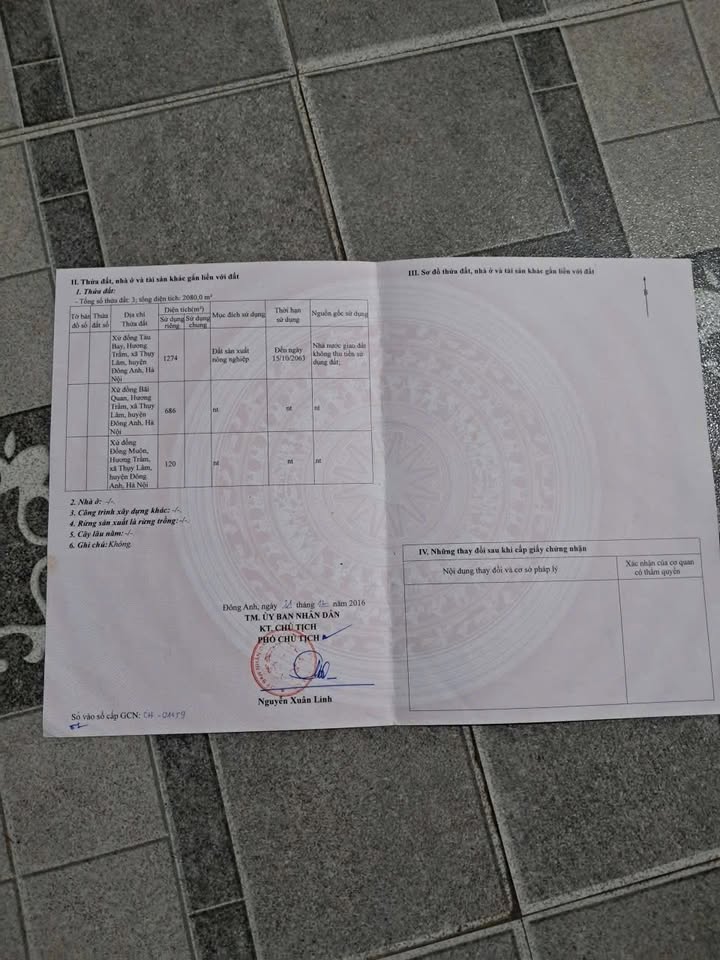 II. Thửa đất, nhà ở và tài sản khác gắn liền với đất
1. Thửa đất:
- Tổng số thửa đất: 3; tổng diện tích: 2080,0 m²
Tờ bản đồ số
Thửa đất số
Địa chỉ Thửa đất
Diện tích(m²)
Sử dụng riêng
Sử dụng chung
Mục đích sử dụng
Thời hạn sử dụng
Nguồn gốc sử dụng
Xứ đồng Tàu
Bay, Hương
Trầm, xã Thụy
Lâm, huyện
Đông Anh, Hà
Nội
1274
Đất sản xuất
nông nghiệp
Đến ngày
15/10/2063
Nhà nước giao đất
không thu tiền sử
dụng đất;
Xứ đồng Bãi
Quan, Hương
Trầm, xã Thụy
Lâm, huyện
Đông Anh, Hà
Nội
686
nt
nt
nt
Xứ đồng
Đồng Muôn,
Hương Trầm,
xã Thụy Lâm,
huyện Đông
Anh, Hà Nội
120
nt
nt
nt
2. Nhà ở: -/-.
3. Công trình xây dựng khác: -/-.
4. Rừng sản xuất là rừng trồng: -/-.
5. Cây lâu năm: -/-
6. Ghi chú: Không.
Đông Anh, ngày tháng năm 2016
TM. ỦY BAN NHÂN DÂN
KT. CHỦ TỊCH
PHÓ CHỦ TỊCH
Nguyễn Xuân Linh
Số vào sổ cấp GCN: CH-01459
III. Sơ đồ thửa đất, nhà ở và tài sản khác gắn liền với đất
IV. Những thay đổi sau khi cấp giấy chứng nhận
Nội dung thay đổi và cơ sở pháp lý
Xác nhận của cơ quan
có thẩm quyền